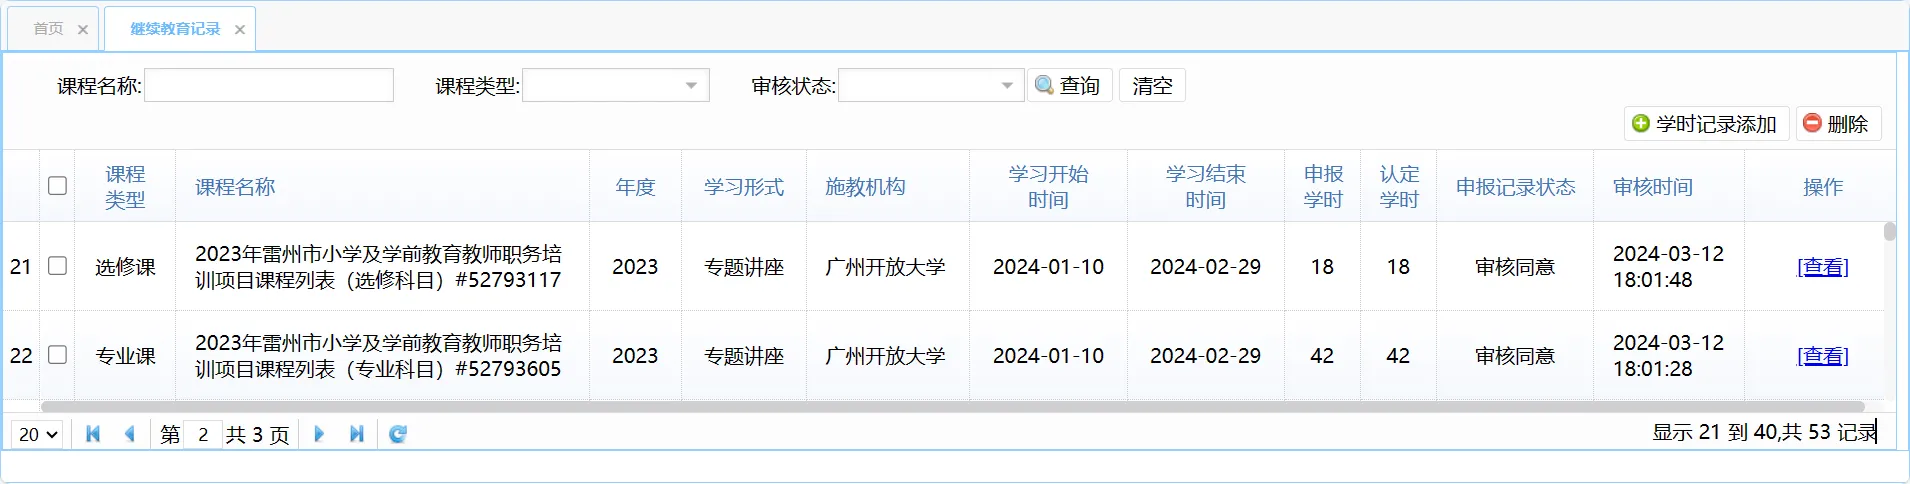 首页
继续教育记录
课程名称: 课程类型: 审核状态: 查询 清空
学时记录添加 删除
课程类型 课程名称 年度 学习形式 施教机构 学习开始时间 学习结束时间 申报学时 认定学时 申报记录状态 审核时间 操作
21 选修课 2023年雷州市小学及学前教育教师职务培 2023 专题讲座 广州开放大学 2024-01-10 2024-02-29 18 18 审核同意 2024-03-12 [查看]
训项目课程列表（选修科目）#52793117 18:01:48
22 专业课 2023年雷州市小学及学前教育教师职务培 2023 专题讲座 广州开放大学 2024-01-10 2024-02-29 42 42 审核同意 2024-03-12 [查看]
训项目课程列表（专业科目）#52793605 18:01:28
20 第 2 共 3 页 显示 21 到 40,共 53 记录